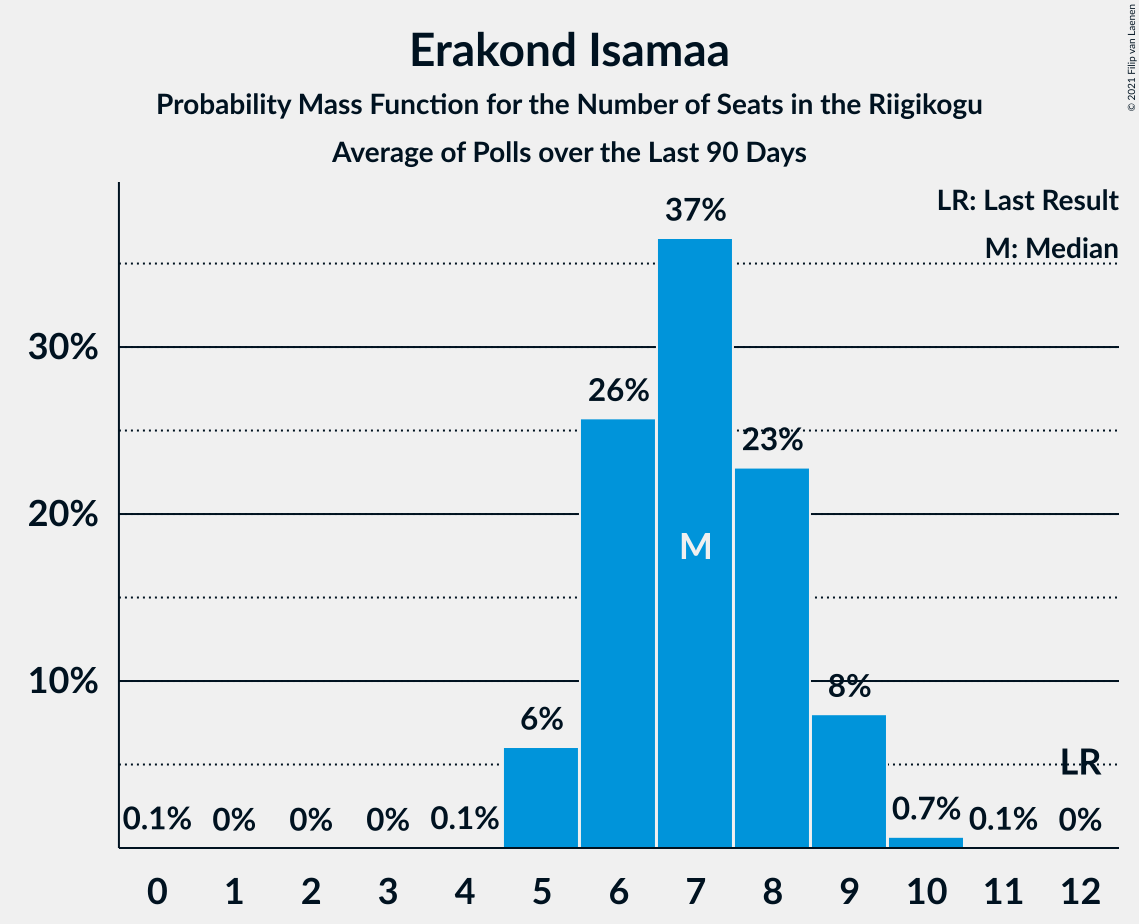 Erakond Isamaa
Probability Mass Function for the Number of Seats in the Riigikogu
Average of Polls over the Last 90 Days
© 2021 Filip van Laenen
LR: Last Result
M: Median
37%
30%
26%
23%
20%
M
10%
8%
6%
LR
0.1% 0% 0% 0% 0.1% 0.7% 0.1% 0%
0 1 2 3 4 5 6 7 8 9 10 11 12